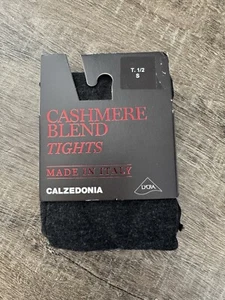 T. 1/2
S
CASHMERE
BLEND
TIGHTS
MADE IN ITALY
CALZEDONIA
LYCRA